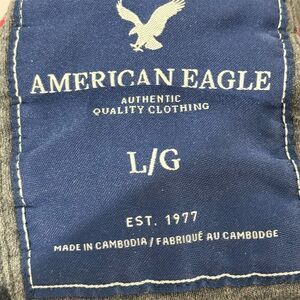 AMERICAN EAGLE
AUTHENTIC
QUALITY CLOTHING
L/G
EST. 1977
MADE IN CAMBODIA / FABRIQUÉ AU CAMBODGE